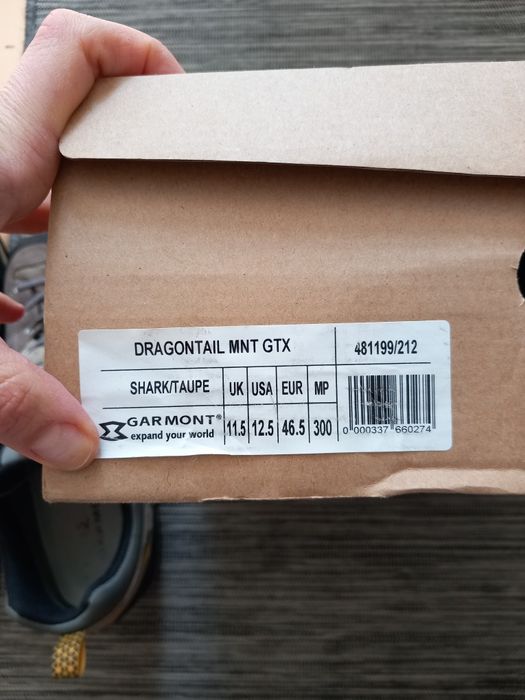 DRAGONTAIL MNT GTX
481199/212
SHARK/TAUPE UK USA EUR MP
GARMONT®
expand your world
11.5 12.5 46.5 300
0 000337 660274